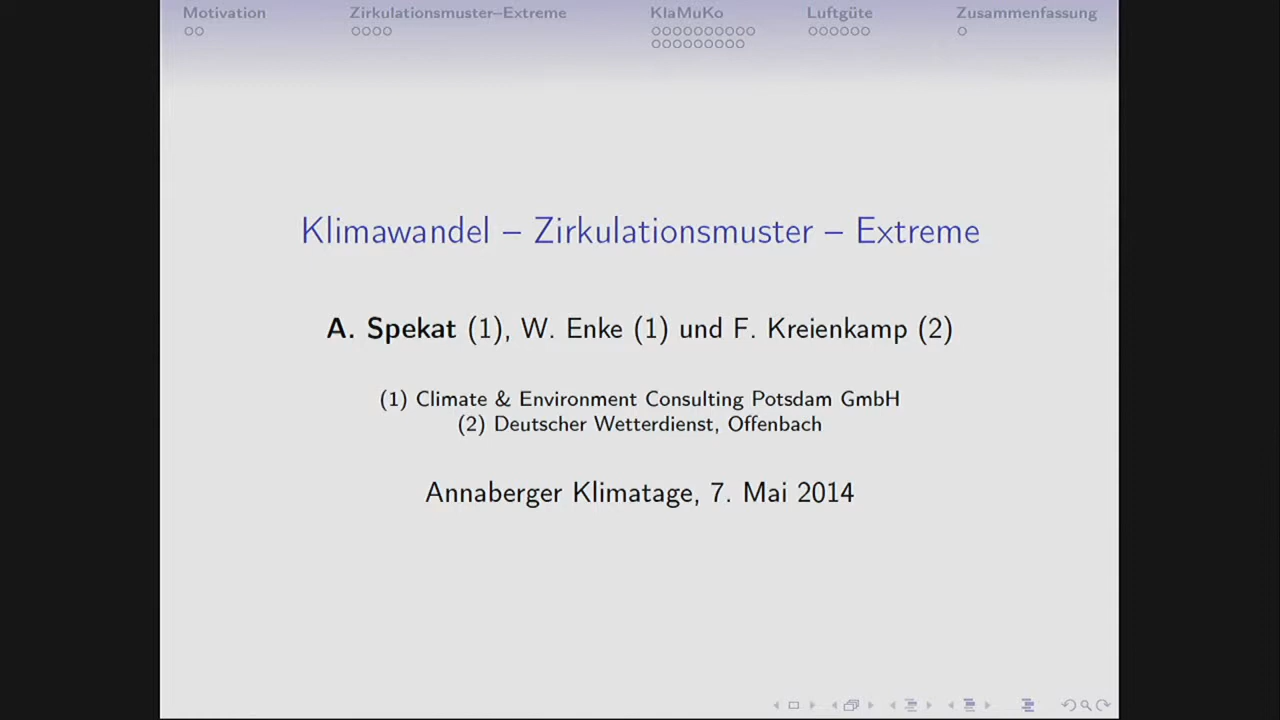 Motivation Zirkulationsmuster–Extreme KlaMuKo Luftgüte Zusammenfassung
Klimawandel – Zirkulationsmuster – Extreme
A. Spekat (1), W. Enke (1) und F. Kreienkamp (2)
(1) Climate & Environment Consulting Potsdam GmbH
(2) Deutscher Wetterdienst, Offenbach
Annaberger Klimatage, 7. Mai 2014